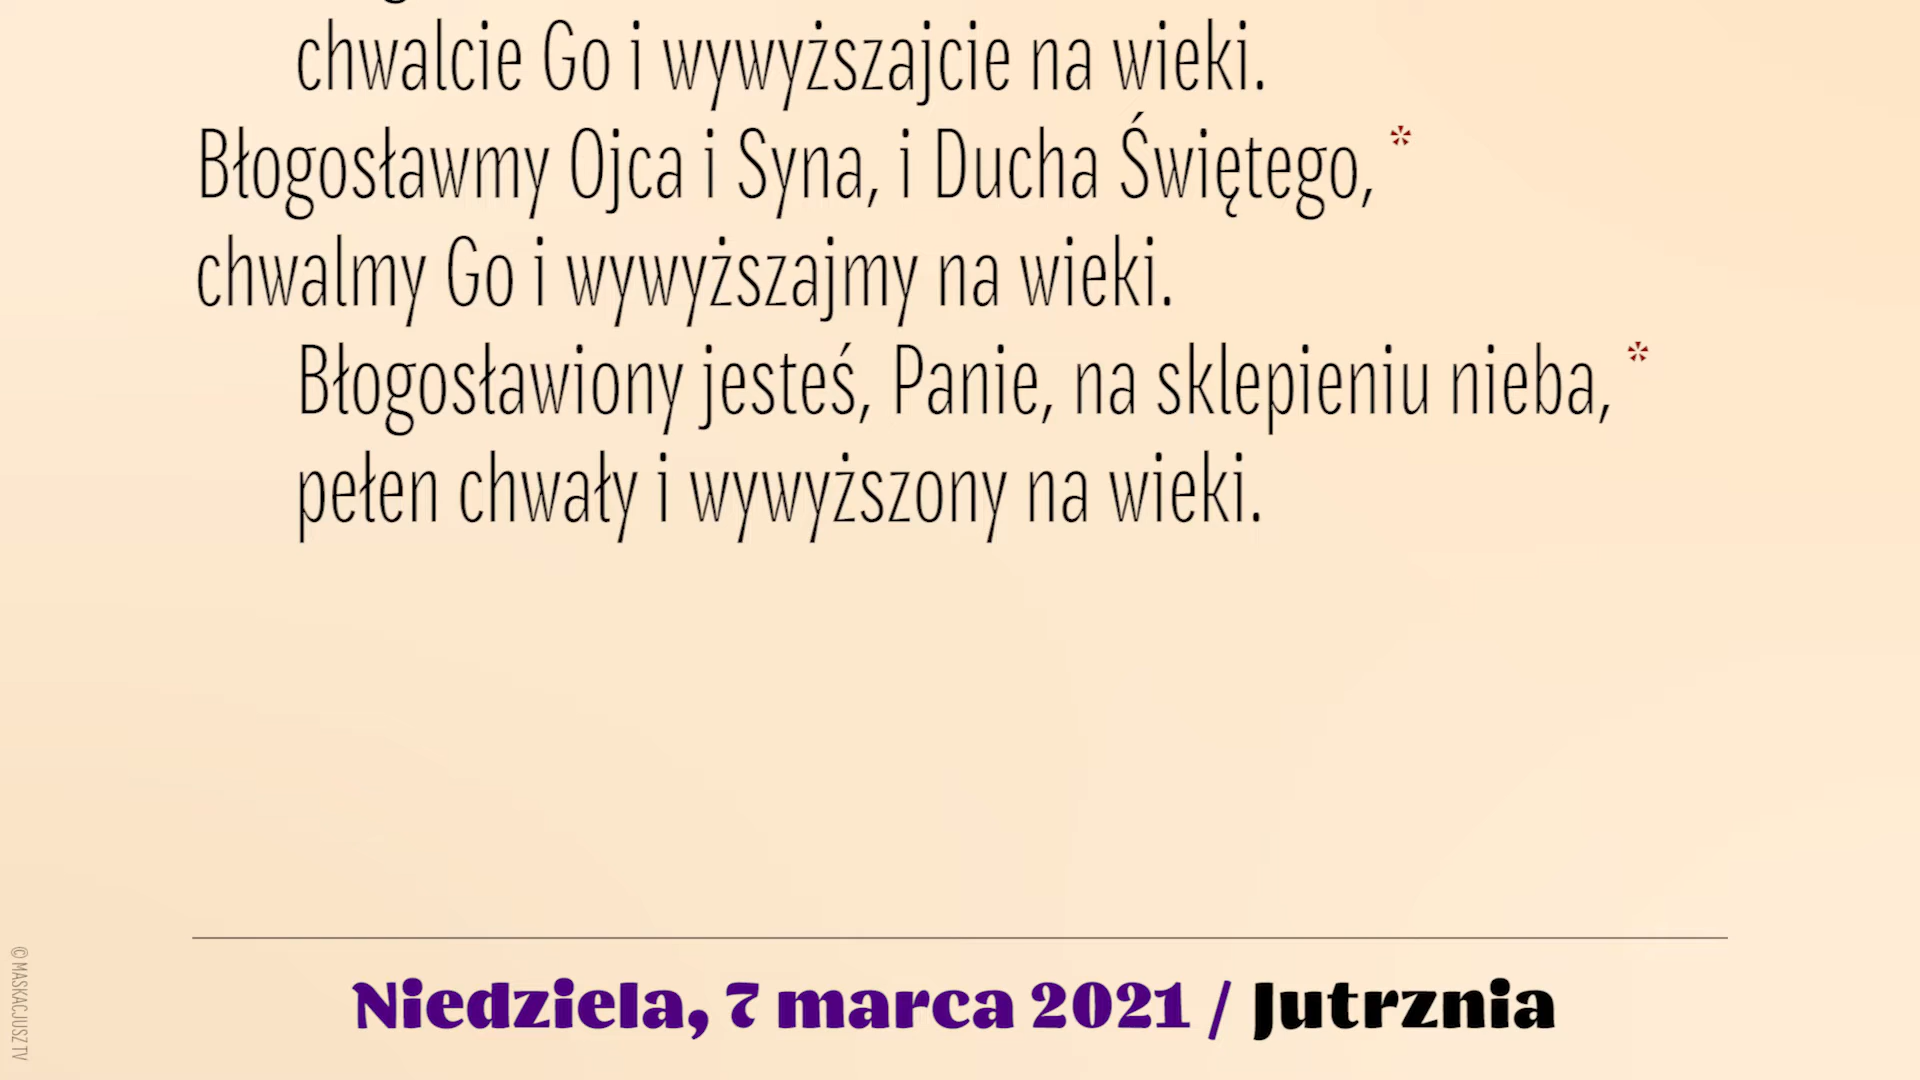 chwalcie Go i wywyższajcie na wieki.
Błogosławmy Ojca i Syna, i Ducha Świętego, *
chwalmy Go i wywyższajmy na wieki.
Błogosławiony jesteś, Panie, na sklepieniu nieba, *
pełen chwały i wywyższony na wieki.
Niedziela, 7 marca 2021 / Jutrznia
© MASKACJUSZ TV